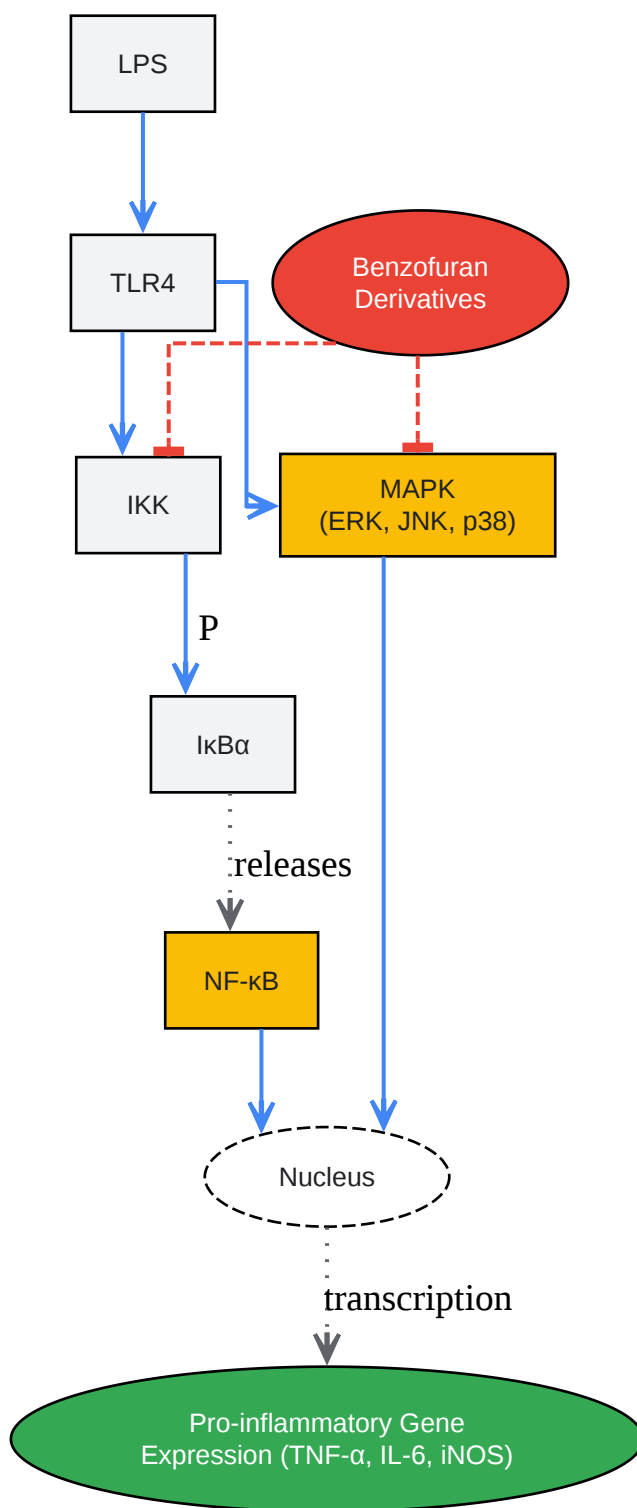 LPS
TLR4
Benzofuran
Derivatives
IKK
MAPK
(ERK, JNK, p38)
P
IκBα
releases
NF-κB
Nucleus
transcription
Pro-inflammatory Gene
Expression (TNF-α, IL-6, iNOS)